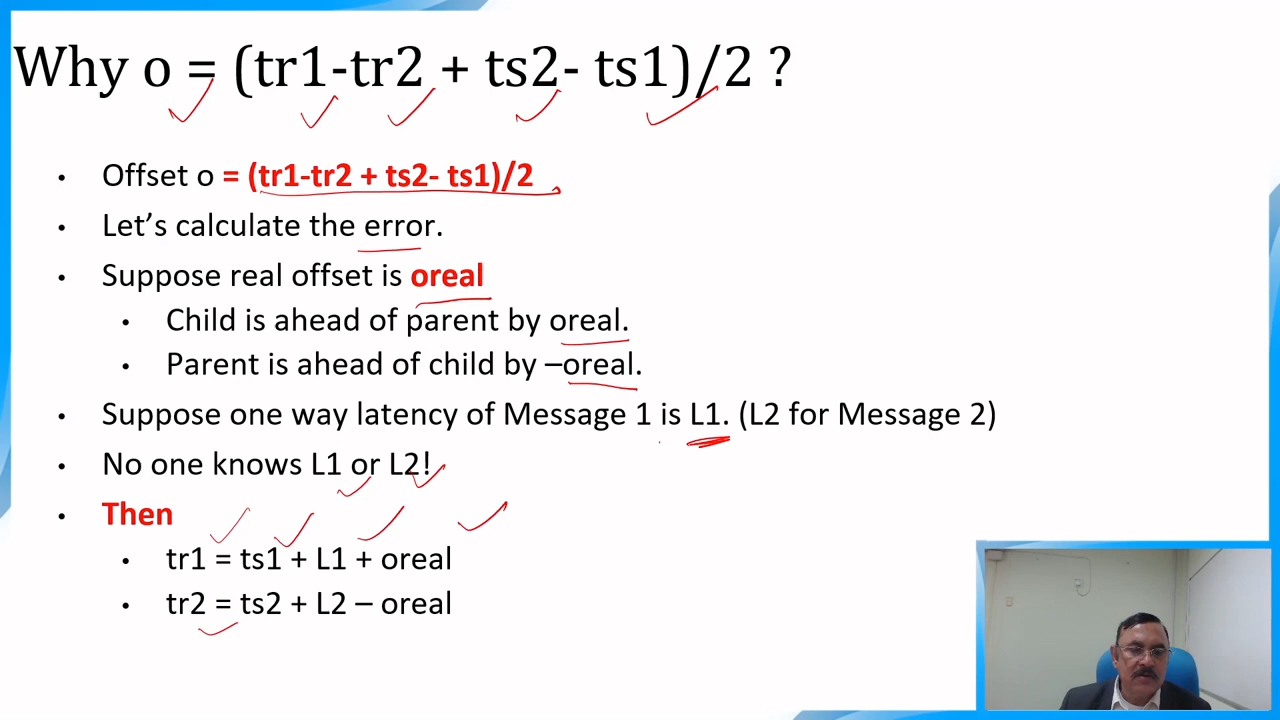 Why o = (tr1-tr2 + ts2- ts1)/2 ?
• Offset o = (tr1-tr2 + ts2- ts1)/2
• Let’s calculate the error.
• Suppose real offset is oreal
• Child is ahead of parent by oreal.
• Parent is ahead of child by –oreal.
• Suppose one way latency of Message 1 is L1. (L2 for Message 2)
• No one knows L1 or L2!
• Then
• tr1 = ts1 + L1 + oreal
• tr2 = ts2 + L2 – oreal